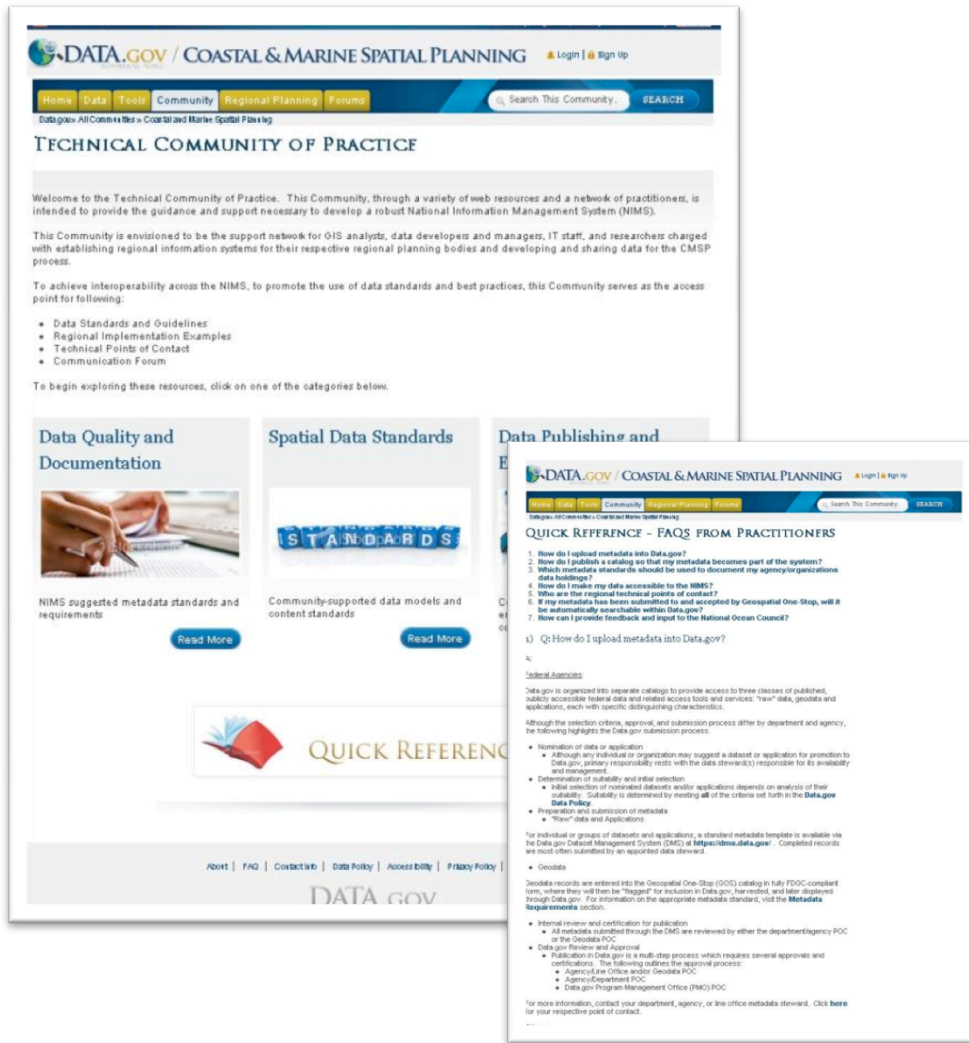 DATA.GOV / COASTAL & MARINE SPATIAL PLANNING Login | Sign Up
Home Data Tools Community Regional Planning Forums Search This Community. SEARCH
Data.gov» All Communities » Coastal and Marine Spatial Planning
TECHNICAL COMMUNITY OF PRACTICE
Welcome to the Technical Community of Practice. This Community, through a variety of web resources and a network of practitioners, is
intended to provide the guidance and support necessary to develop a robust National Information Management System (NIMS).
This Community is envisioned to be the support network for GIS analysts, data developers and managers, IT staff, and researchers charged
with establishing regional information systems for their respective regional planning bodies and developing and sharing data for the CMSP
process.
To achieve interoperability across the NIMS, to promote the use of data standards and best practices, this Community serves as the access
point for following:
• Data Standards and Guidelines
• Regional Implementation Examples
• Technical Points of Contact
• Communication Forum
To begin exploring these resources, click on one of the categories below.
Data Quality and
Documentation
NIMS suggested metadata standards and
requirements
Read More
Spatial Data Standards
STANDARDS
Community-supported data models and
content standards
Read More
Data Publishing and
QUICK REFERENC
About | FAQ | Contact Info | Data Policy | Accessibility | Privacy Policy |
DATA GOV
DATA.GOV / COASTAL & MARINE SPATIAL PLANNING Login | Sign Up
Home Data Tools Community Regional Planning Forums Search This Community SEARCH
Data.gov» All Communities » Coastal and Marine Spatial Planning
QUICK REFERENCE - FAQS FROM PRACTITIONERS
1. How do I upload metadata into Data.gov?
2. How do I publish a catalog so that my metadata becomes part of the system?
3. Which metadata standards should be used to document my agency/organizations
data holdings?
4. How do I make my data accessible to the NIMS?
5. Who are the regional technical points of contact?
6. If my metadata has been submitted to and accepted by Geospatial One-Stop, will it
be automatically searchable within Data.gov?
7. How can I provide feedback and input to the National Ocean Council?
1) Q: How do I upload metadata into Data.gov?
A:
Federal Agencies:
Data.gov is organized into separate catalogs to provide access to three classes of published,
publicly accessible federal data and related access tools and services: "raw" data, geodata and
applications, each with specific distinguishing characteristics.
Although the selection criteria, approval, and submission process differ by department and agency,
the following highlights the Data.gov submission process.
• Nomination of data or application
• Although any individual or organization may suggest a dataset or application for promotion to
Data.gov, primary responsibility rests with the data steward(s) responsible for its availability
and management.
• Determination of suitability and initial selection
• Initial selection of nominated datasets and/or applications depends on analysis of their
suitability. Suitability is determined by meeting all of the criteria set forth in the Data.gov
Data Policy.
• Preparation and submission of metadata
• "Raw" data and Applications
For individual or groups of datasets and applications, a standard metadata template is available via
the Data.gov Dataset Management System (DMS) at https://dms.data.gov/ . Completed records
are most often submitted by an appointed data steward.
• Geodata
Geodata records are entered into the Geospatial One-Stop (GOS) catalog in fully FDGC-compliant
form, where they will then be "flagged" for inclusion in Data.gov, harvested, and later displayed
through Data.gov. For information on the appropriate metadata standard, visit the Metadata
Requirements section.
• Internal review and certification for publication
• All metadata submitted through the DMS are reviewed by either the department/agency POC
or the Geodata POC
• Data.gov Review and Approval
• Publication in Data.gov is a multi-step process which requires several approvals and
certifications. The following outlines the approval process:
• Agency/Line Office and/or Geodata POC
• Agency/Department POC
• Data.gov Program Management Office (PMO) POC
For more information, contact your department, agency, or line office metadata steward. Click here
for your respective point of contact.